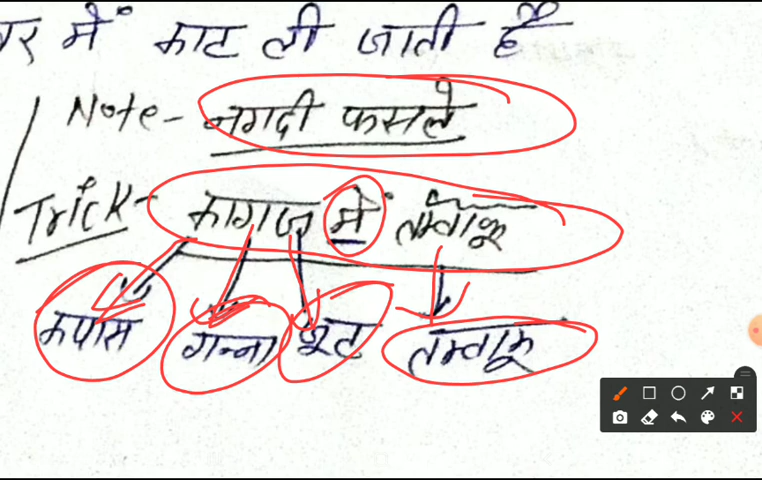 में काट ली जाती हैं
Note- नगदी फसले
Trick- कागज में तम्बाकू
कपास गन्ना जूट तम्बाकू